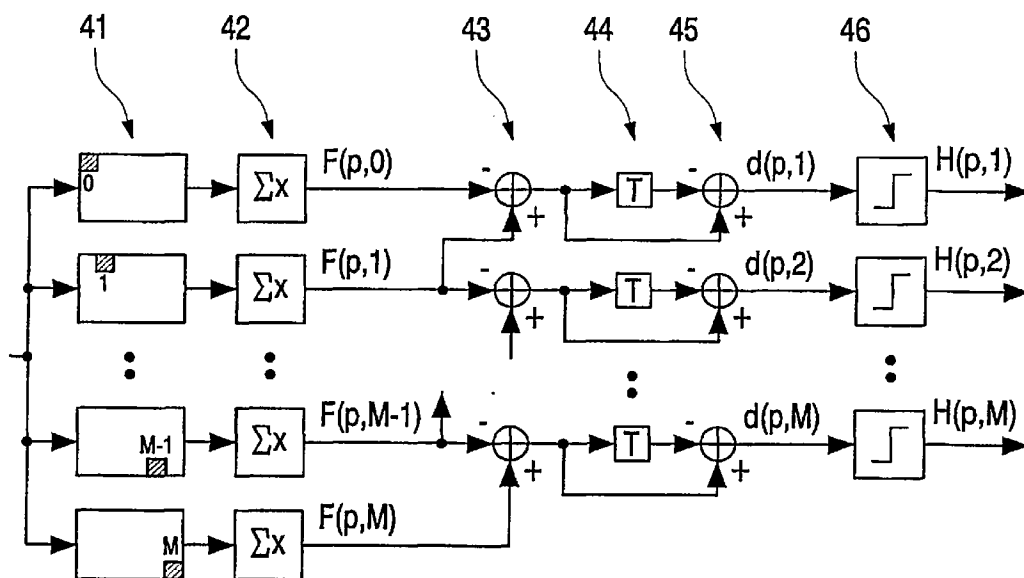 41 42 43 44 45 46
0 Σx F(p,0) - + T - + d(p,1) H(p,1)
1 Σx F(p,1) - + T - + d(p,2) H(p,2)
M-1 Σx F(p,M-1) - + T - + d(p,M) H(p,M)
M Σx F(p,M)